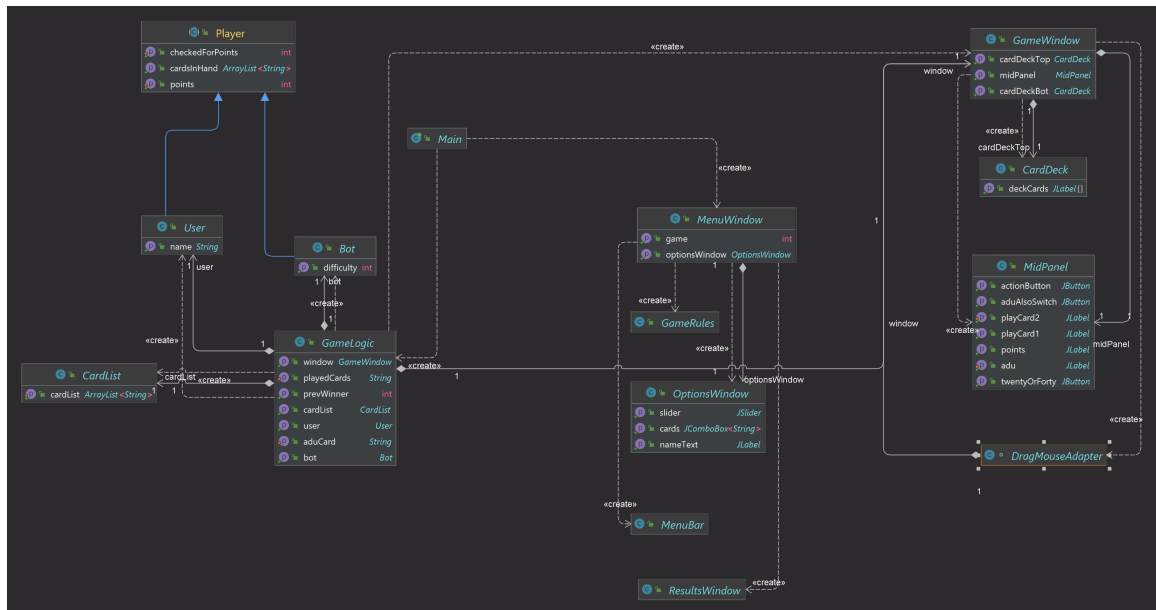 Player
checkedForPoints int
cardsInHand ArrayList<String>
points int
«create»
GameWindow
cardDeckTop CardDeck
midPanel MidPanel
cardDeckBot CardDeck
1
window
1
«create»
cardDeckTop
1
CardDeck
deckCards JLabel[]
Main
«create»
User
name String
1
user
Bot
difficulty int
1
bot
«create»
1
MenuWindow
game int
optionsWindow OptionsWindow
1
«create»
GameRules
«create»
1
optionsWindow
1
window
MidPanel
actionButton JButton
aduAlsoSwitch JButton
playCard2 JLabel
playCard1 JLabel
points JLabel
adu JLabel
twentyOrForty JButton
«create»
1
1
midPanel
«create»
GameLogic
window GameWindow
playedCards String
prevWinner int
cardList CardList
user User
aduCard String
bot Bot
1
«create»
1
«create»
cardList
«create»
1
1
CardList
cardList ArrayList<String>
OptionsWindow
slider JSlider
cards JComboBox<String>
nameText JLabel
«create»
DragMouseAdapter
1
«create»
MenuBar
«create»
ResultsWindow